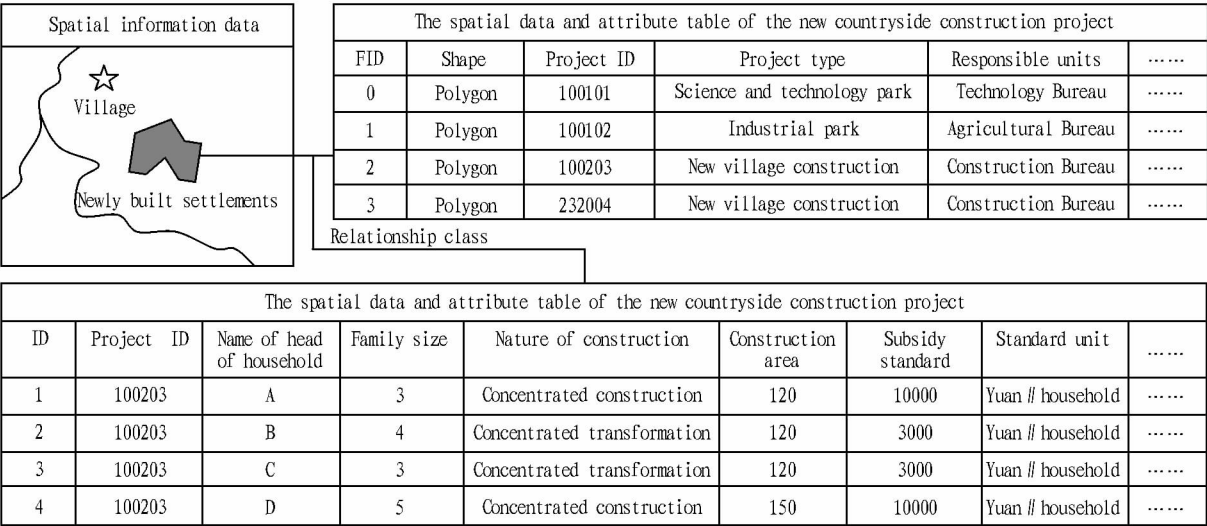 Spatial information data
Village
Newly built settlements
The spatial data and attribute table of the new countryside construction project
FID Shape Project ID Project type Responsible units ……
0 Polygon 100101 Science and technology park Technology Bureau ……
1 Polygon 100102 Industrial park Agricultural Bureau ……
2 Polygon 100203 New village construction Construction Bureau ……
3 Polygon 232004 New village construction Construction Bureau ……
Relationship class
The spatial data and attribute table of the new countryside construction project
ID Project ID Name of head of household Family size Nature of construction Construction area Subsidy standard Standard unit ……
1 100203 A 3 Concentrated construction 120 10000 Yuan // household ……
2 100203 B 4 Concentrated transformation 120 3000 Yuan // household ……
3 100203 C 3 Concentrated transformation 120 3000 Yuan // household ……
4 100203 D 5 Concentrated construction 150 10000 Yuan // household ……